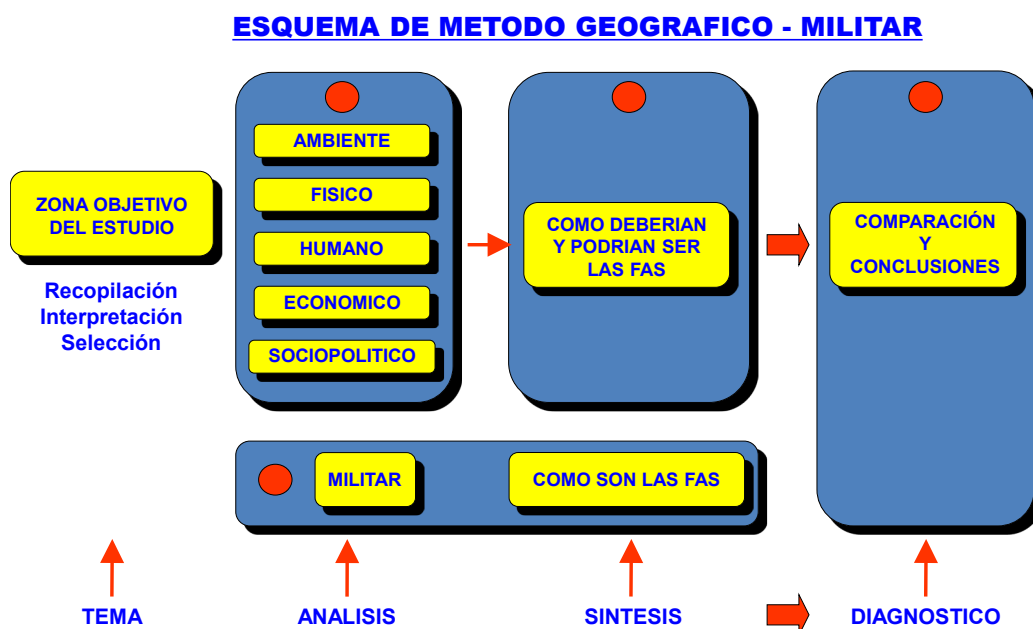 ESQUEMA DE METODO GEOGRAFICO - MILITAR
ZONA OBJETIVO
DEL ESTUDIO
Recopilación
Interpretación
Selección
AMBIENTE
FISICO
HUMANO
ECONOMICO
SOCIOPOLITICO
COMO DEBERIAN
Y PODRIAN SER
LAS FAS
COMPARACIÓN
Y
CONCLUSIONES
MILITAR
COMO SON LAS FAS
TEMA
ANALISIS
SINTESIS
DIAGNOSTICO